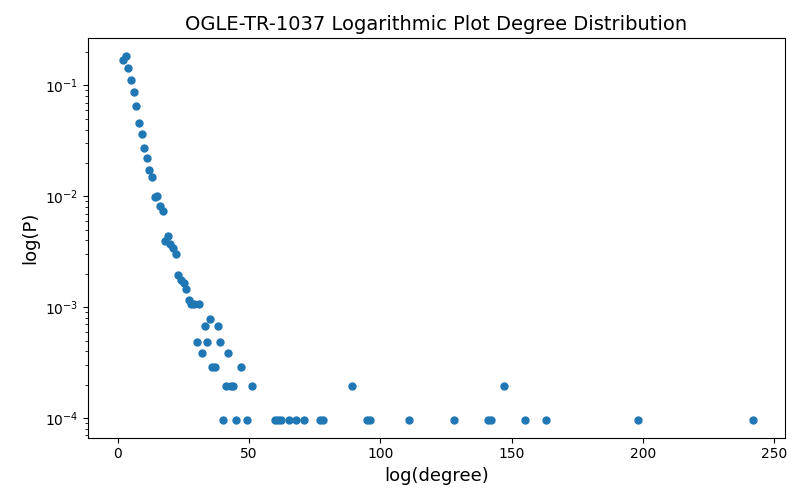 OGLE-TR-1037 Logarithmic Plot Degree Distribution
log(P)
10⁻¹
10⁻²
10⁻³
10⁻⁴
0 50 100 150 200 250
log(degree)